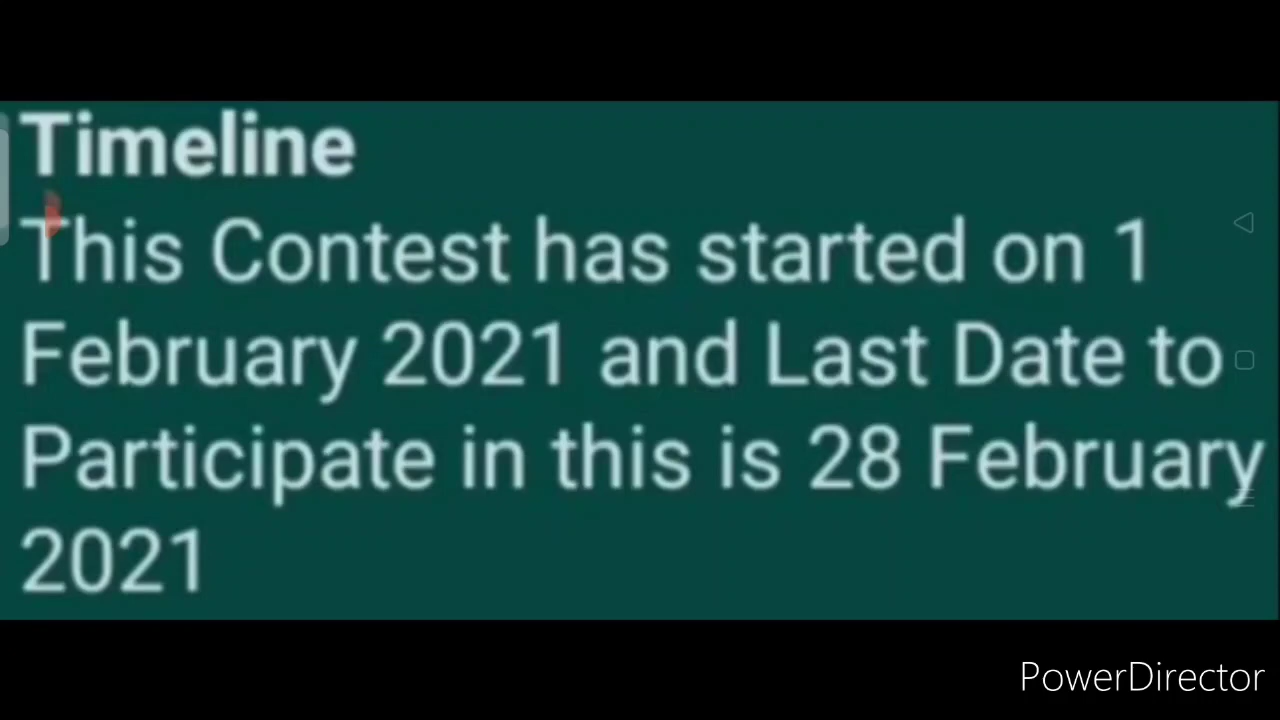 Timeline
This Contest has started on 1
February 2021 and Last Date to
Participate in this is 28 February
2021
PowerDirector